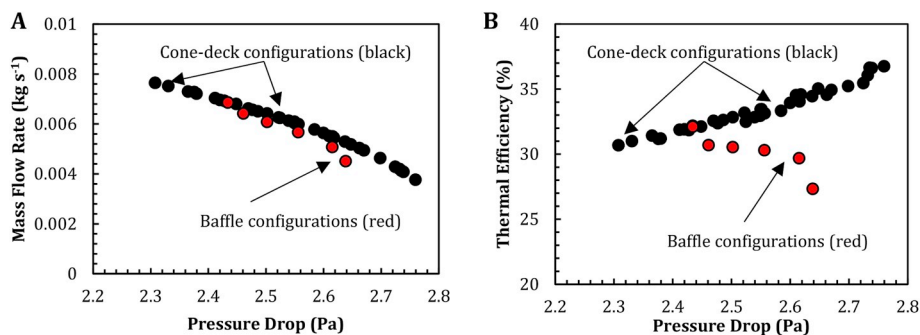 A
0.01
0.008
0.006
0.004
0.002
0
Mass Flow Rate (kg s⁻¹)
Cone-deck configurations (black)
Baffle configurations (red)
2.2 2.3 2.4 2.5 2.6 2.7 2.8
Pressure Drop (Pa)
B
40
35
30
25
20
Thermal Efficiency (%)
Cone-deck configurations (black)
Baffle configurations (red)
2.2 2.3 2.4 2.5 2.6 2.7 2.8
Pressure Drop (Pa)